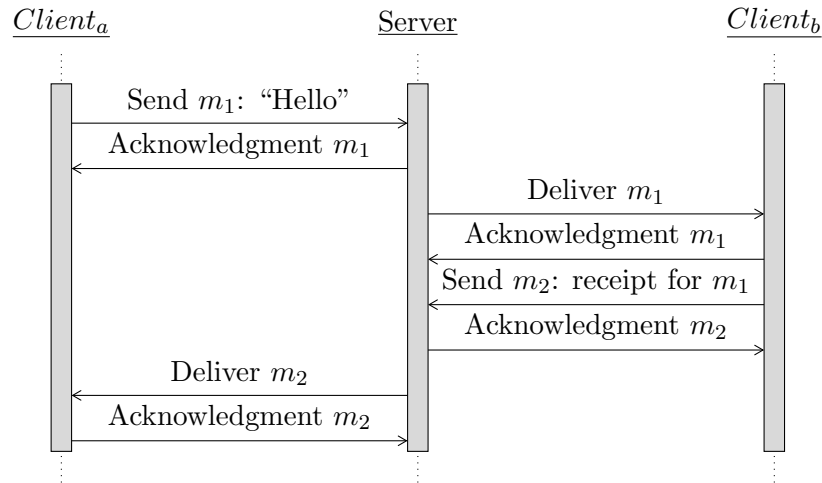 Client_a Server Client_b
Send m_1: “Hello”
Acknowledgment m_1
Deliver m_1
Acknowledgment m_1
Send m_2: receipt for m_1
Acknowledgment m_2
Deliver m_2
Acknowledgment m_2